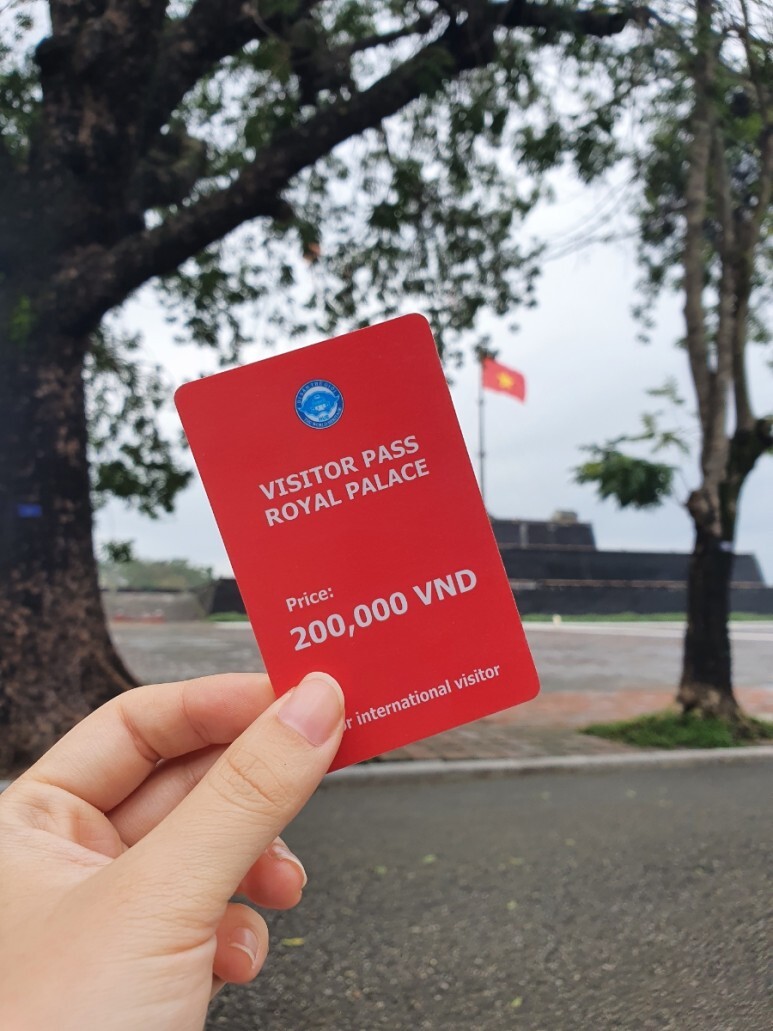 VISITOR PASS
ROYAL PALACE
Price:
200,000 VND
international visitor